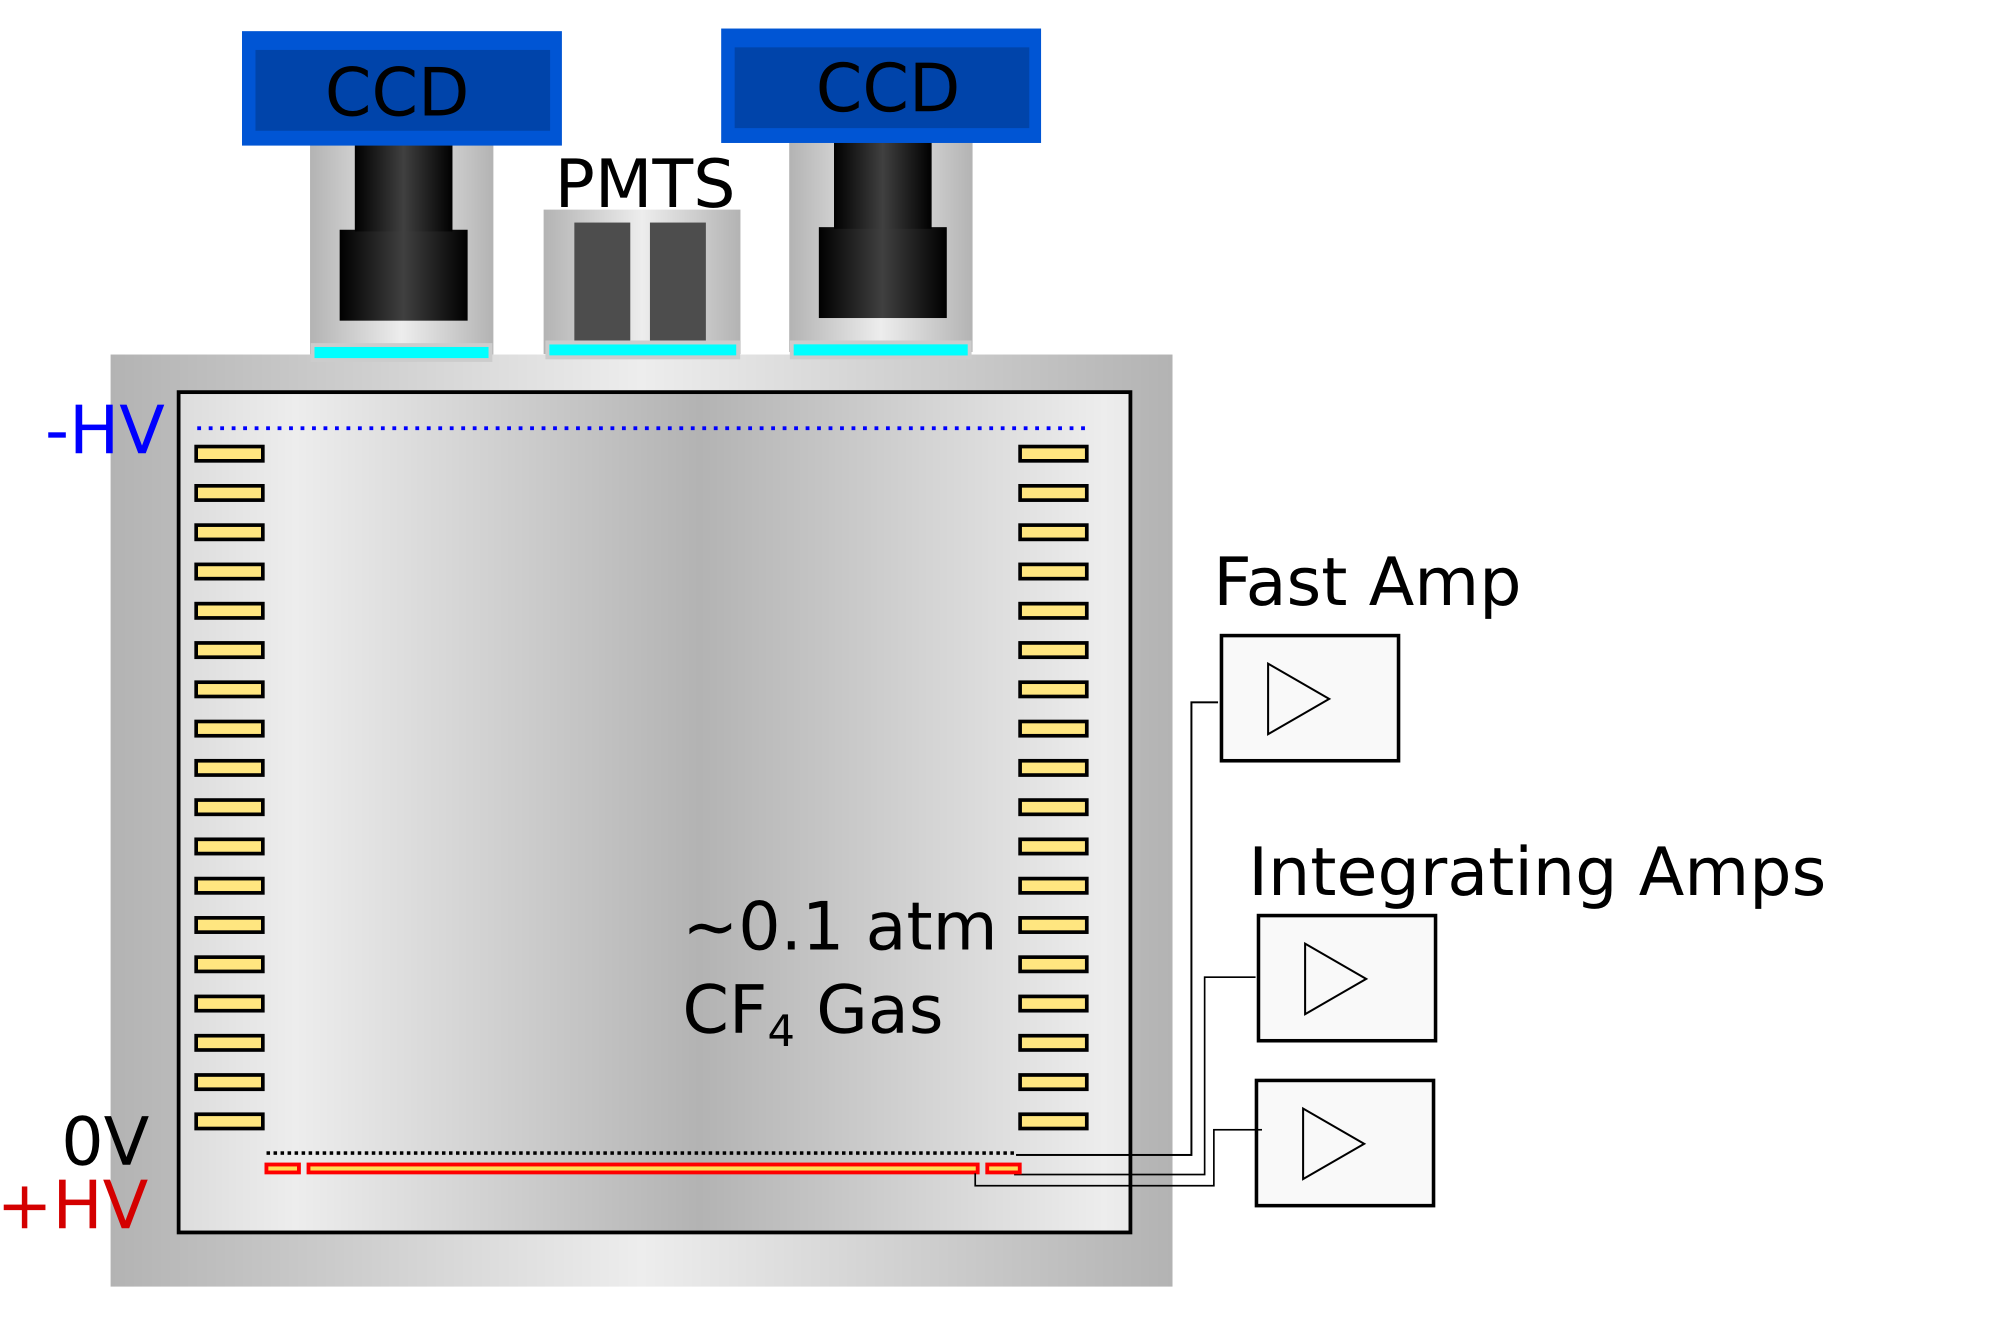 CCD
CCD
PMTS
-HV
Fast Amp
Integrating Amps
~0.1 atm
CF₄ Gas
0V
+HV